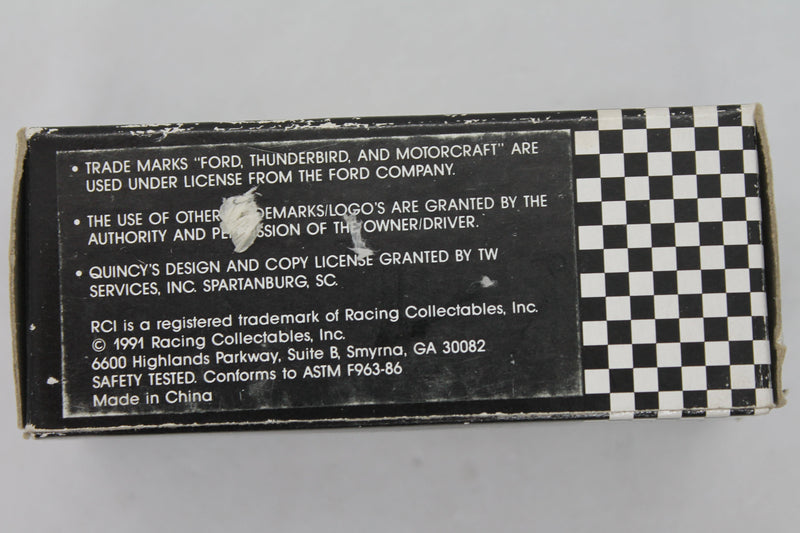 • TRADE MARKS "FORD, THUNDERBIRD, AND MOTORCRAFT" ARE
USED UNDER LICENSE FROM THE FORD COMPANY.
• THE USE OF OTHER DEMARKS/LOGO'S ARE GRANTED BY THE
AUTHORITY AND PE SSION OF THE OWNER/DRIVER.
• QUINCY'S DESIGN AND COPY LICENSE GRANTED BY TW
SERVICES, INC. SPARTANBURG, SC.
RCI is a registered trademark of Racing Collectables, Inc.
© 1991 Racing Collectables, Inc.
6600 Highlands Parkway, Suite B, Smyrna, GA 30082
SAFETY TESTED. Conforms to ASTM F963-86
Made in China